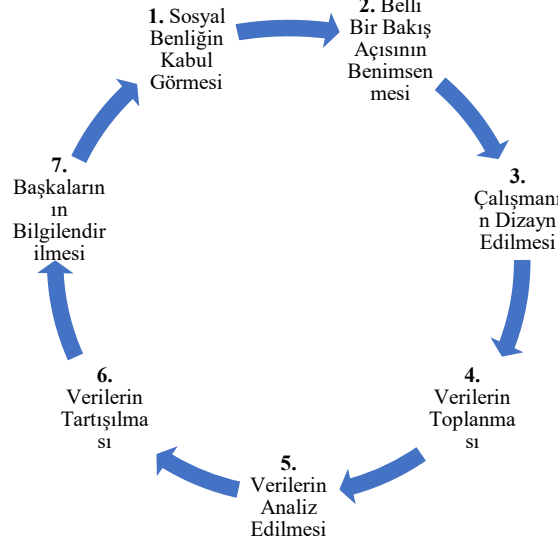 1. Sosyal
Benliğin
Kabul
Görmesi
2. Belli
Bir Bakış
Açısının
Benimsen
mesi
3.
Çalışmanı
n Dizayn
Edilmesi
4.
Verilerin
Toplanma
sı
5.
Verilerin
Analiz
Edilmesi
6.
Verilerin
Tartışılma
sı
7.
Başkaların
ın
Bilgilendir
ilmesi